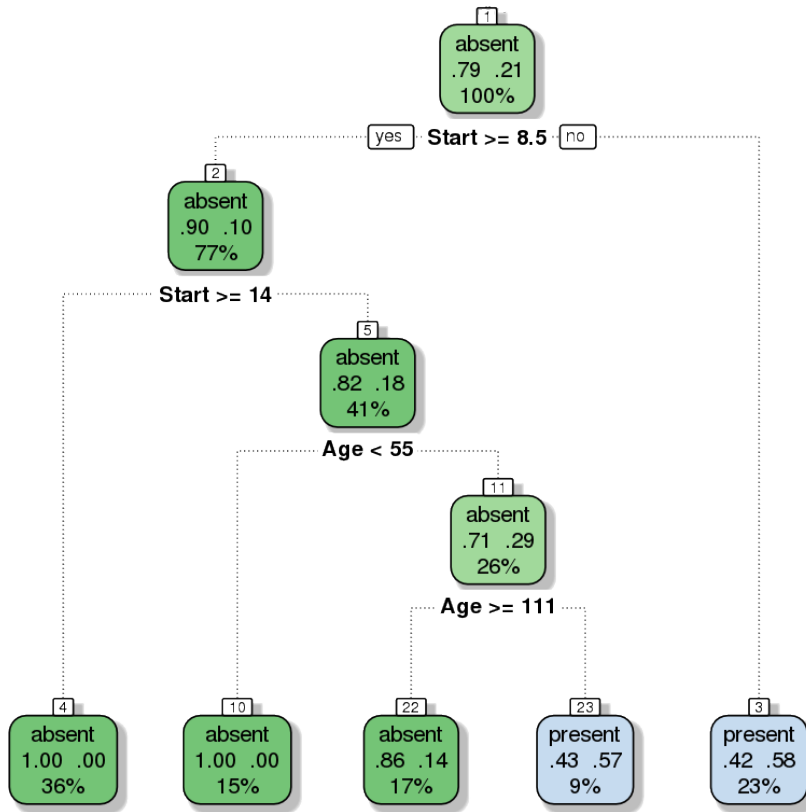 1
absent
.79 .21
100%
yes Start >= 8.5 no
2
absent
.90 .10
77%
Start >= 14
5
absent
.82 .18
41%
Age < 55
11
absent
.71 .29
26%
Age >= 111
4
absent
1.00 .00
36%
10
absent
1.00 .00
15%
22
absent
.86 .14
17%
23
present
.43 .57
9%
3
present
.42 .58
23%